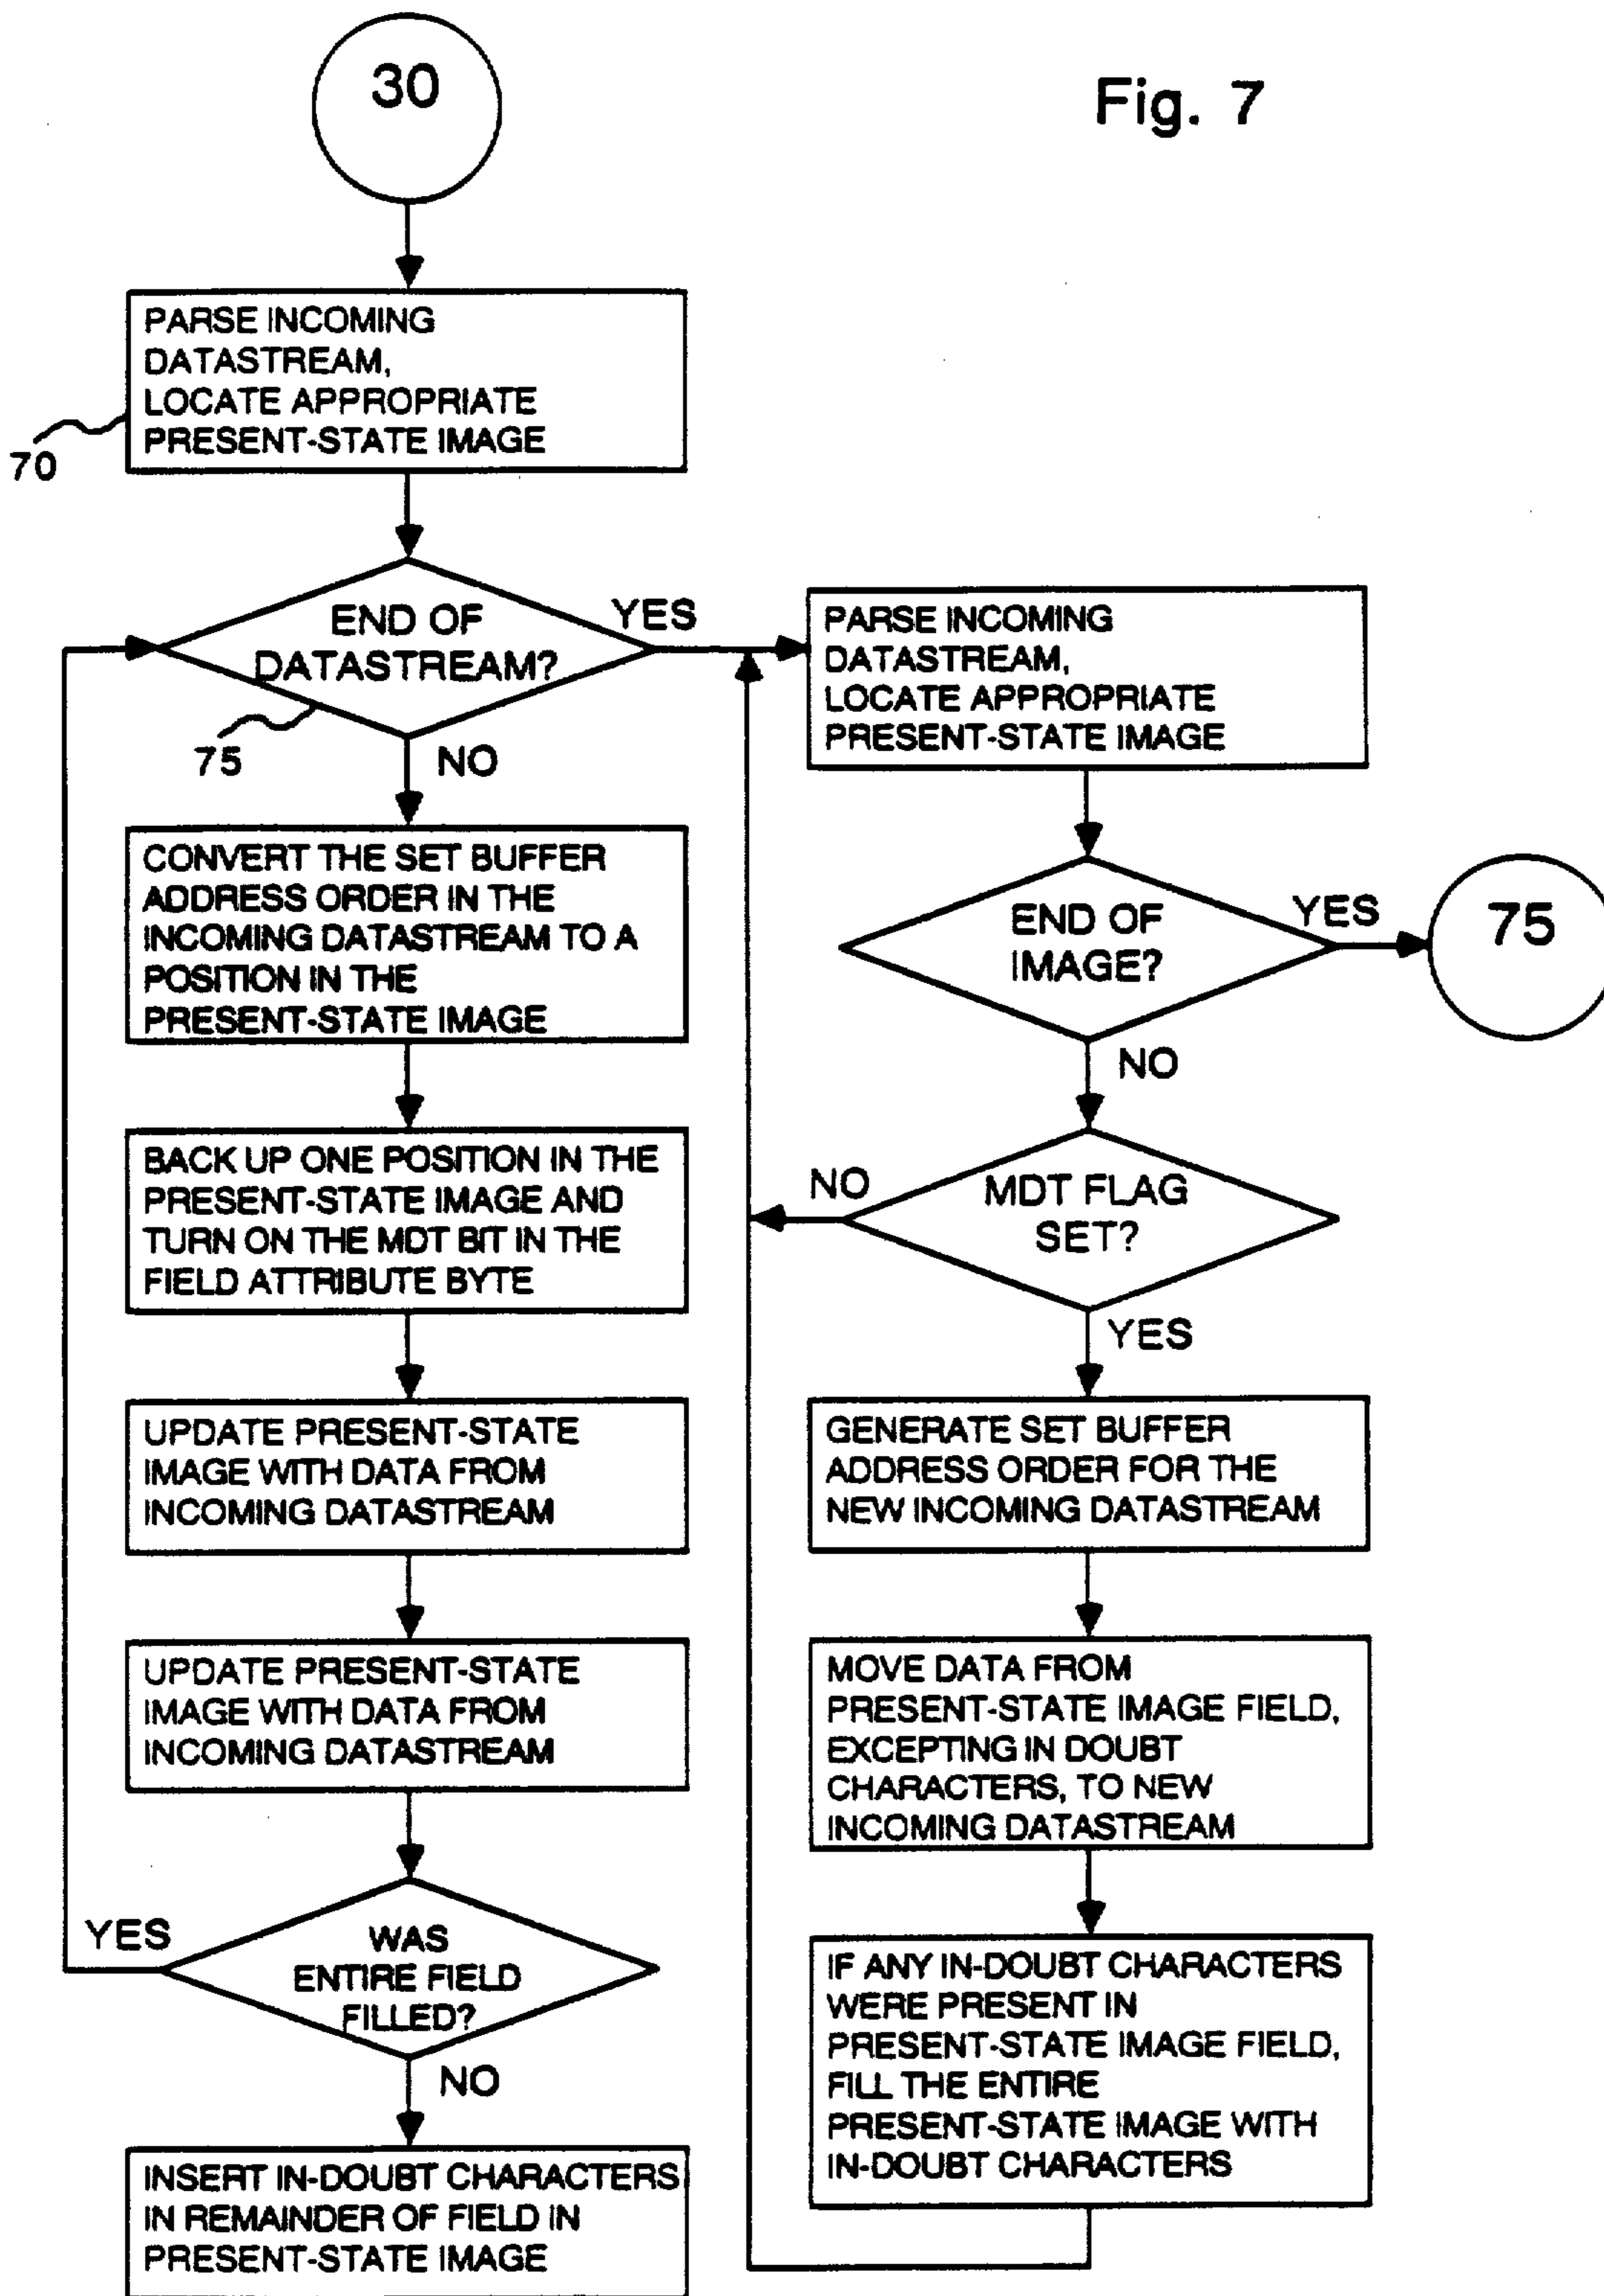 30
Fig. 7
PARSE INCOMING
DATASTREAM,
LOCATE APPROPRIATE
PRESENT-STATE IMAGE
70
END OF
DATASTREAM?
YES
75
NO
CONVERT THE SET BUFFER
ADDRESS ORDER IN THE
INCOMING DATASTREAM TO A
POSITION IN THE
PRESENT-STATE IMAGE
BACK UP ONE POSITION IN THE
PRESENT-STATE IMAGE AND
TURN ON THE MDT BIT IN THE
FIELD ATTRIBUTE BYTE
UPDATE PRESENT-STATE
IMAGE WITH DATA FROM
INCOMING DATASTREAM
UPDATE PRESENT-STATE
IMAGE WITH DATA FROM
INCOMING DATASTREAM
YES
WAS
ENTIRE FIELD
FILLED?
NO
INSERT IN-DOUBT CHARACTERS
IN REMAINDER OF FIELD IN
PRESENT-STATE IMAGE
PARSE INCOMING
DATASTREAM,
LOCATE APPROPRIATE
PRESENT-STATE IMAGE
END OF
IMAGE?
YES
75
NO
NO
MDT FLAG
SET?
YES
GENERATE SET BUFFER
ADDRESS ORDER FOR THE
NEW INCOMING DATASTREAM
MOVE DATA FROM
PRESENT-STATE IMAGE FIELD,
EXCEPTING IN DOUBT
CHARACTERS, TO NEW
INCOMING DATASTREAM
IF ANY IN-DOUBT CHARACTERS
WERE PRESENT IN
PRESENT-STATE IMAGE FIELD,
FILL THE ENTIRE
PRESENT-STATE IMAGE WITH
IN-DOUBT CHARACTERS